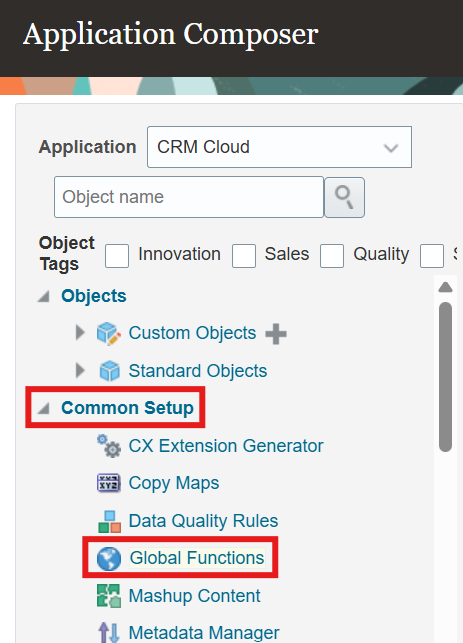 Application Composer
Application CRM Cloud
Object name
Object Tags Innovation Sales Quality
Objects
Custom Objects
Standard Objects
Common Setup
CX Extension Generator
Copy Maps
Data Quality Rules
Global Functions
Mashup Content
Metadata Manager